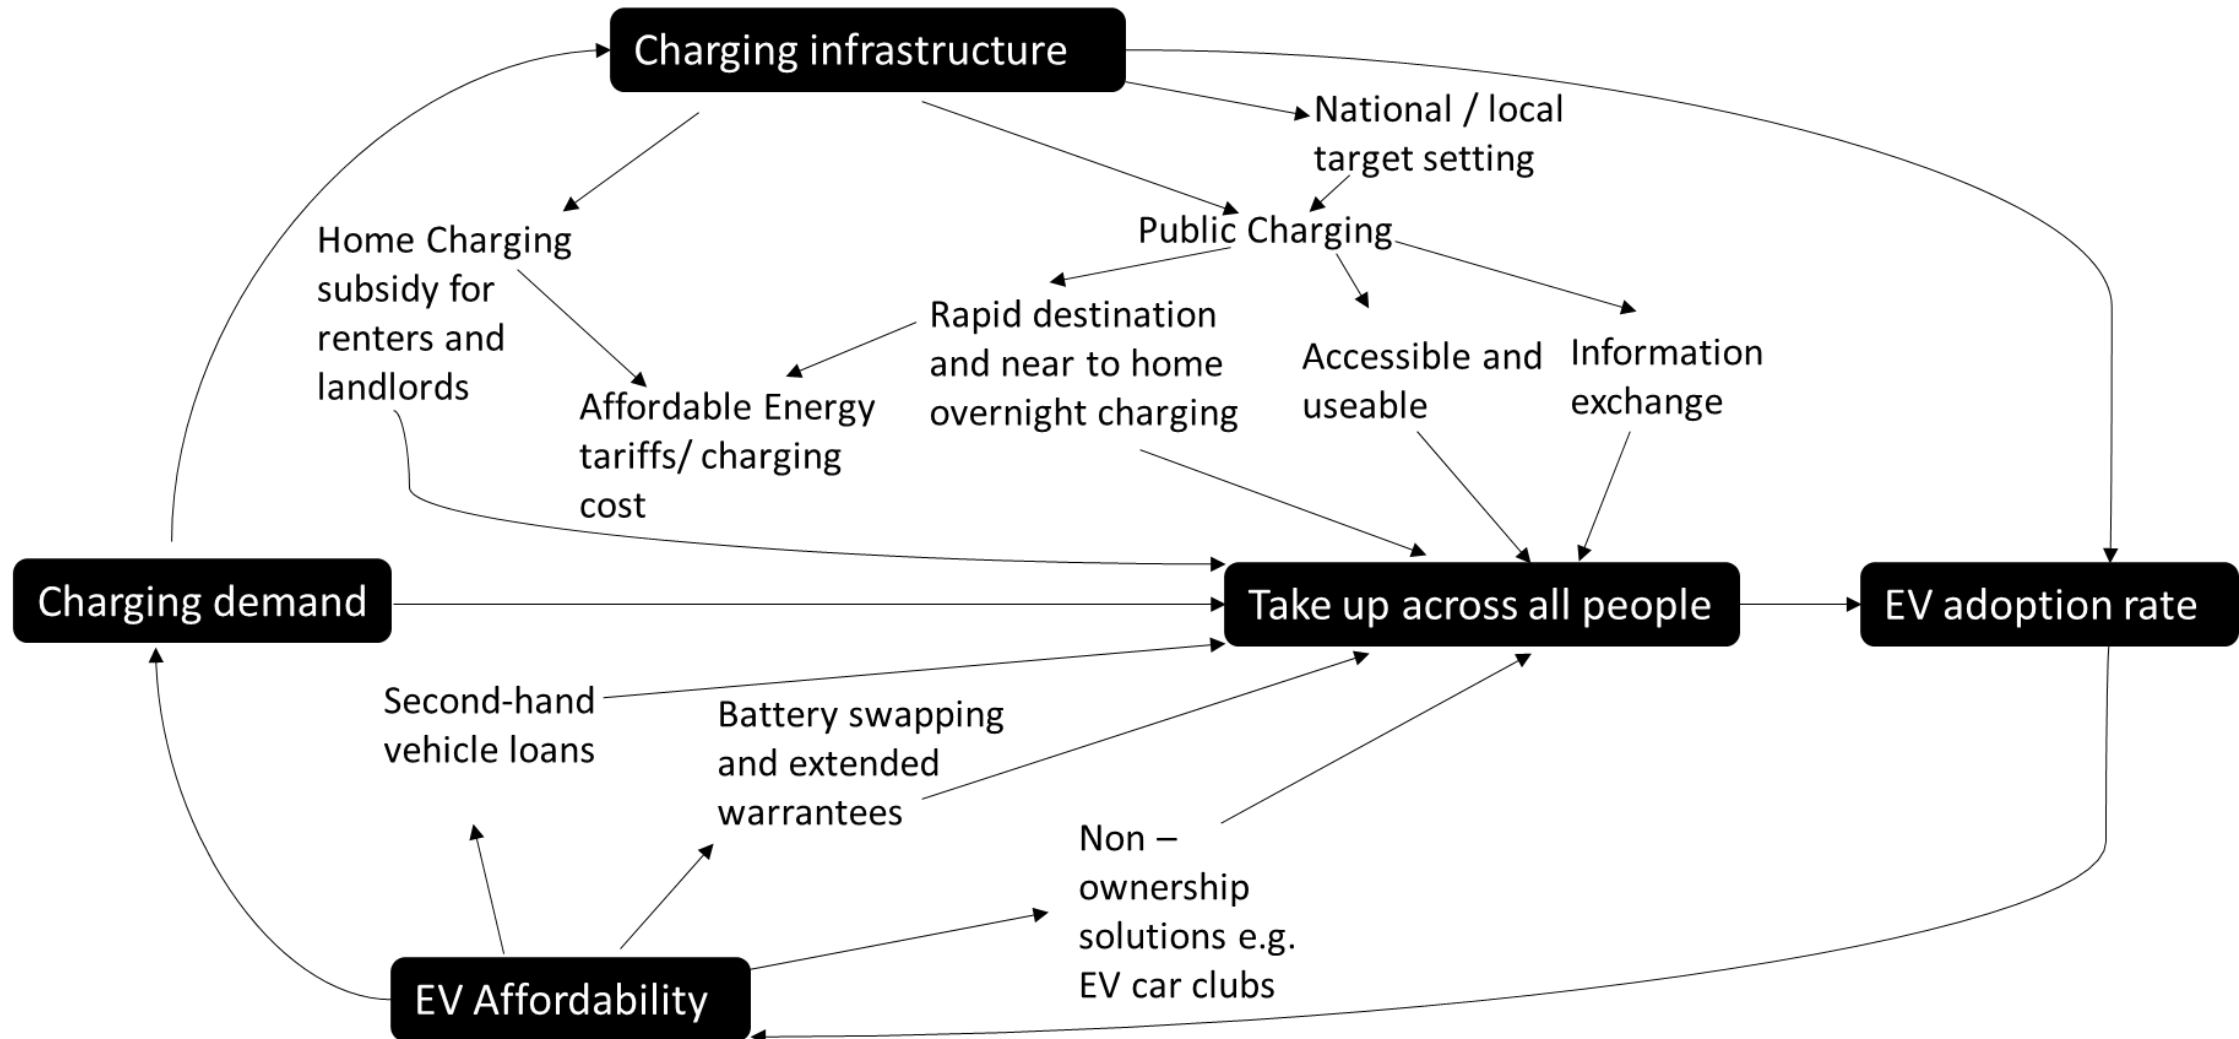 Charging infrastructure
National / local
target setting
Public Charging
Home Charging
subsidy for
renters and
landlords
Rapid destination
and near to home
overnight charging
Accessible and
useable
Information
exchange
Affordable Energy
tariffs/ charging
cost
Charging demand
Take up across all people
EV adoption rate
Second-hand
vehicle loans
Battery swapping
and extended
warrantees
Non –
ownership
solutions e.g.
EV car clubs
EV Affordability